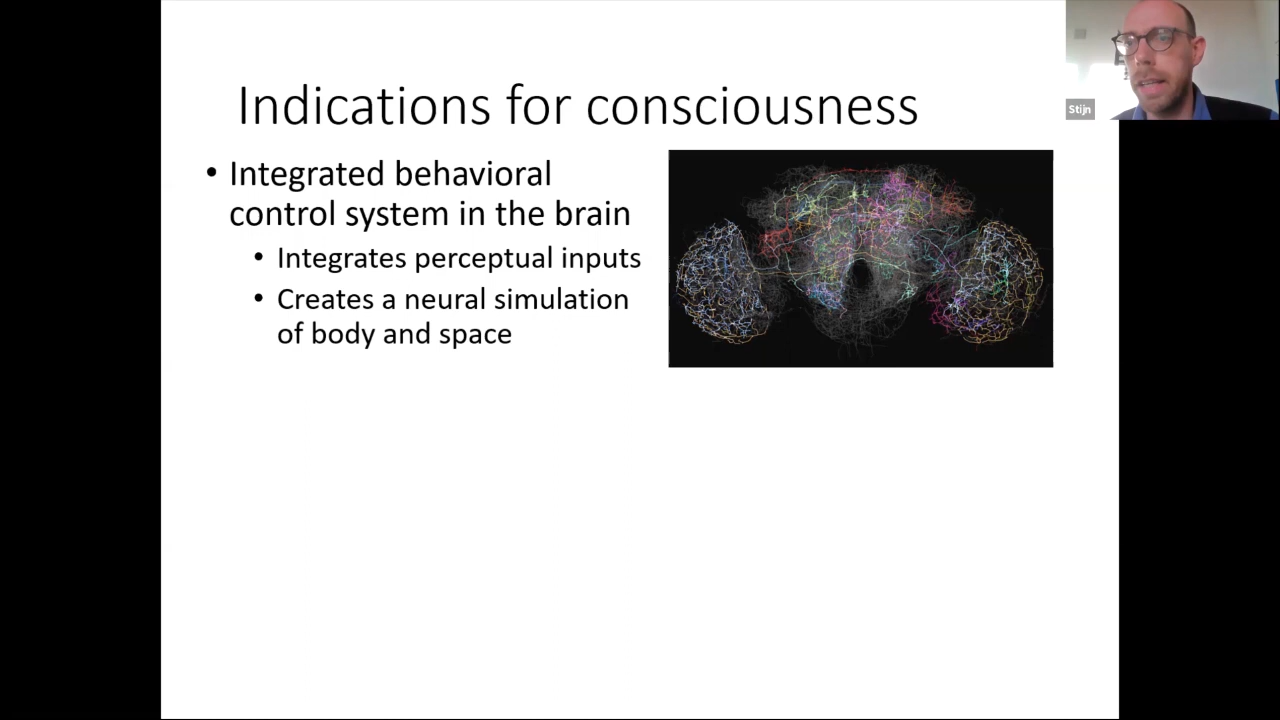 Indications for consciousness
• Integrated behavioral
control system in the brain
• Integrates perceptual inputs
• Creates a neural simulation
of body and space
Stijn